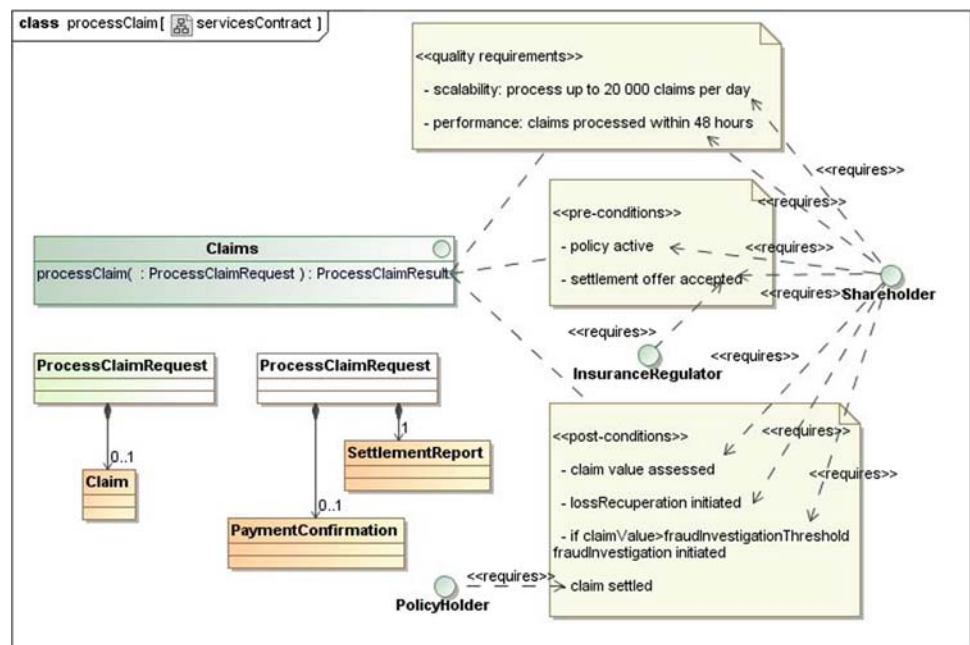 class processClaim[ servicesContract ]
<<quality requirements>>
- scalability: process up to 20 000 claims per day
- performance: claims processed within 48 hours
<<requires>>
<<requires>>
<<pre-conditions>>
- policy active
- settlement offer accepted
<<requires>>
<<requires>>
Shareholder
Claims
processClaim( : ProcessClaimRequest ) : ProcessClaimResult
<<requires>>
InsuranceRegulator
<<requires>>
ProcessClaimRequest
0..1
Claim
ProcessClaimRequest
1
SettlementReport
0..1
PaymentConfirmation
<<post-conditions>>
<<requires>>
- claim value assessed
<<requires>>
- lossRecuperation initiated
- if claimValue>fraudInvestigationThreshold
fraudInvestigation initiated
- claim settled
<<requires>>
PolicyHolder